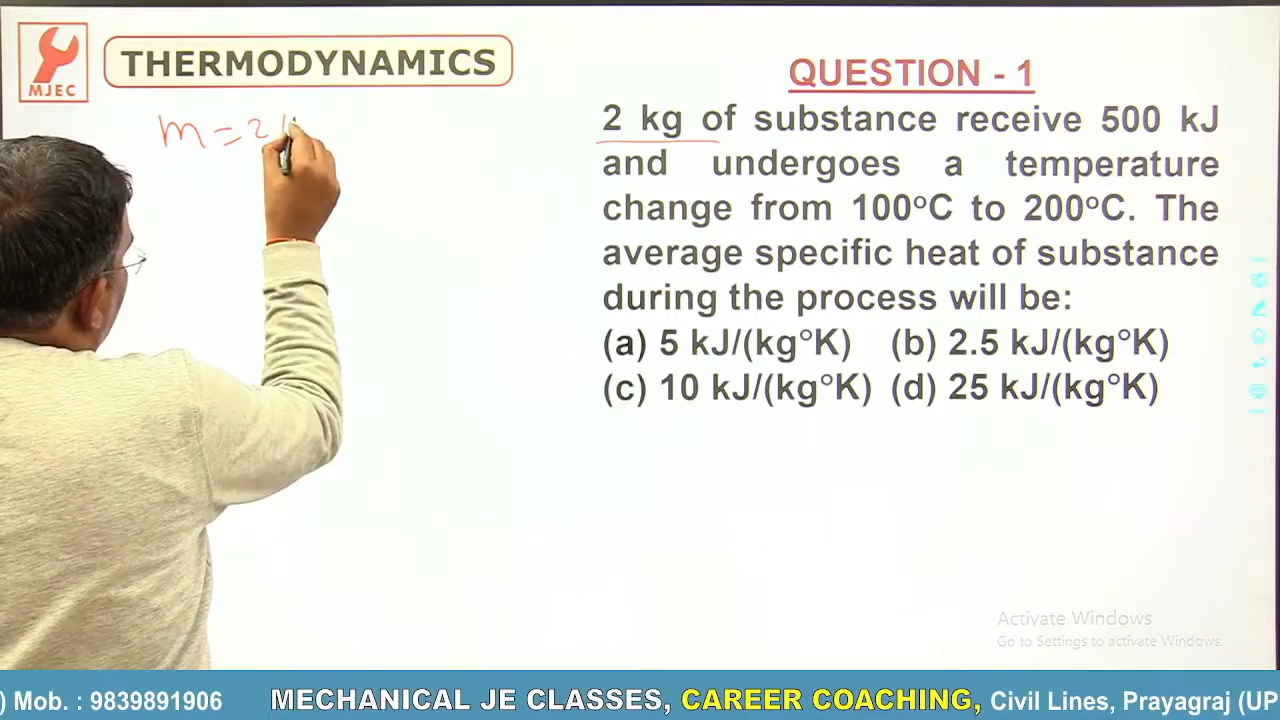 MJEC
THERMODYNAMICS
m = 2
QUESTION - 1
2 kg of substance receive 500 kJ
and undergoes a temperature
change from 100°C to 200°C. The
average specific heat of substance
during the process will be:
(a) 5 kJ/(kg°K) (b) 2.5 kJ/(kg°K)
(c) 10 kJ/(kg°K) (d) 25 kJ/(kg°K)
Activate Windows
Go to Settings to activate Windows.
) Mob. : 9839891906 MECHANICAL JE CLASSES, CAREER COACHING, Civil Lines, Prayagraj (UP